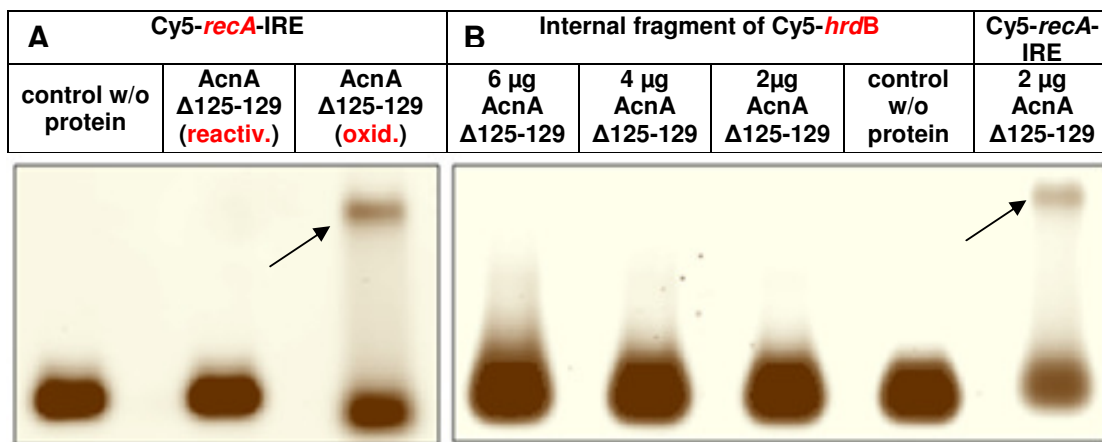 A
Cy5-recA-IRE
control w/o
protein
AcnA
Δ125-129
(reactiv.)
AcnA
Δ125-129
(oxid.)
B
Internal fragment of Cy5-hrdB
Cy5-recA-
IRE
6 µg
AcnA
Δ125-129
4 µg
AcnA
Δ125-129
2µg
AcnA
Δ125-129
control
w/o
protein
2 µg
AcnA
Δ125-129